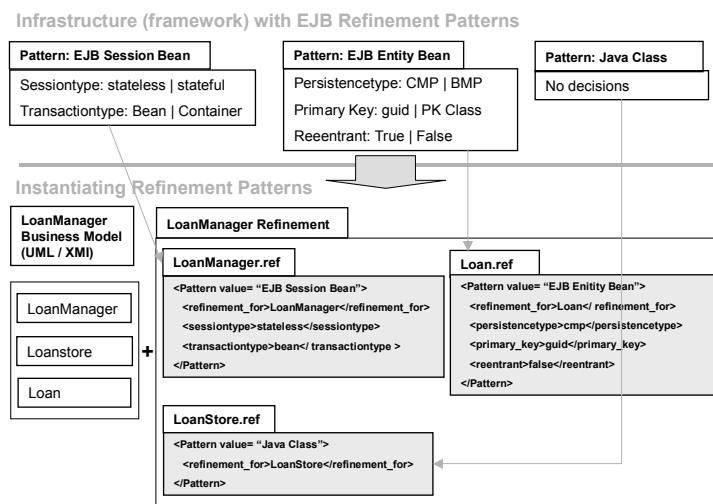 Infrastructure (framework) with EJB Refinement Patterns
Pattern: EJB Session Bean
Sessiontype: stateless | stateful
Transactiontype: Bean | Container
Pattern: EJB Entity Bean
Persistencetype: CMP | BMP
Primary Key: guid | PK Class
Reeentrant: True | False
Pattern: Java Class
No decisions
Instantiating Refinement Patterns
LoanManager
Business Model
(UML / XMI)
LoanManager
Loanstore
Loan
+
LoanManager Refinement
LoanManager.ref
<Pattern value= “EJB Session Bean”>
<refinement_for>LoanManager</refinement_for>
<sessiontype>stateless</sessiontype>
<transactiontype>bean</ transactiontype >
</Pattern>
Loan.ref
<Pattern value= “EJB Enitity Bean”>
<refinement_for>Loan</ refinement_for>
<persistencetype>cmp</persistencetype>
<primary_key>guid</primary_key>
<reentrant>false</reentrant>
</Pattern>
LoanStore.ref
<Pattern value= “Java Class”>
<refinement_for>LoanStore</refinement_for>
</Pattern>